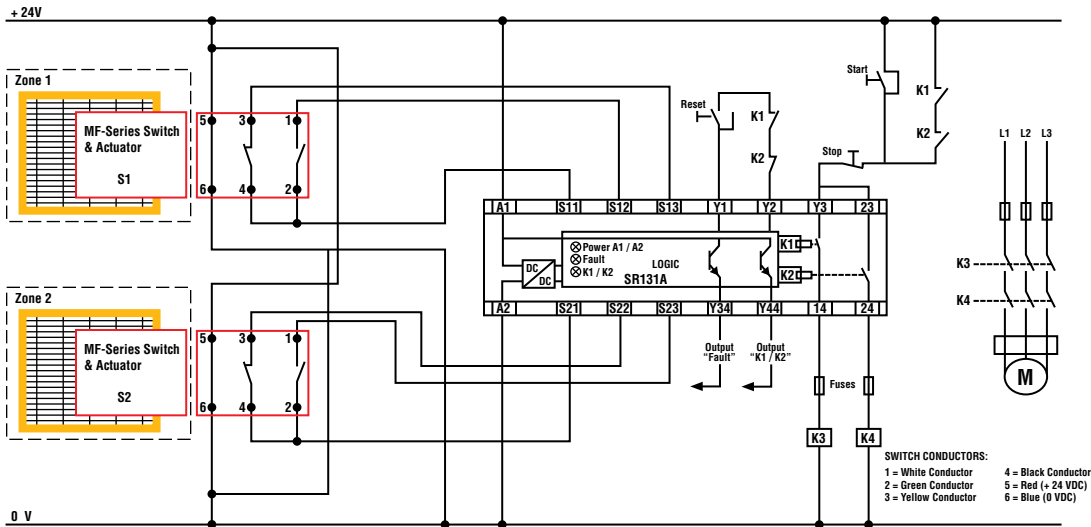 + 24V
Zone 1
MF-Series Switch
& Actuator
S1
5 3 1
6 4 2
Reset
K1
K2
Start
Stop
K1
K2
L1 L2 L3
A1 S11 S12 S13 Y1 Y2 Y3 23
Power A1 / A2
Fault
K1 / K2
LOGIC
SR131A
DC
DC
K1
K2
A2 S21 S22 S23 Y34 Y44 14 24
K3
K4
M
Zone 2
MF-Series Switch
& Actuator
S2
5 3 1
6 4 2
Output
"Fault"
Output
"K1 / K2"
Fuses
K3 K4
SWITCH CONDUCTORS:
1 = White Conductor 4 = Black Conductor
2 = Green Conductor 5 = Red (+ 24 VDC)
3 = Yellow Conductor 6 = Blue (0 VDC)
0 V